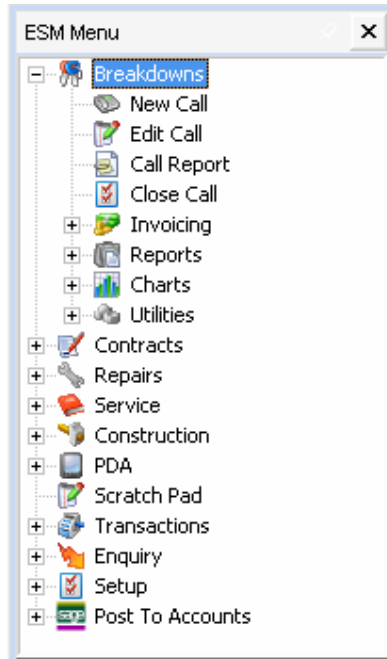 ESM Menu
Breakdowns
New Call
Edit Call
Call Report
Close Call
Invoicing
Reports
Charts
Utilities
Contracts
Repairs
Service
Construction
PDA
Scratch Pad
Transactions
Enquiry
Setup
sage Post To Accounts